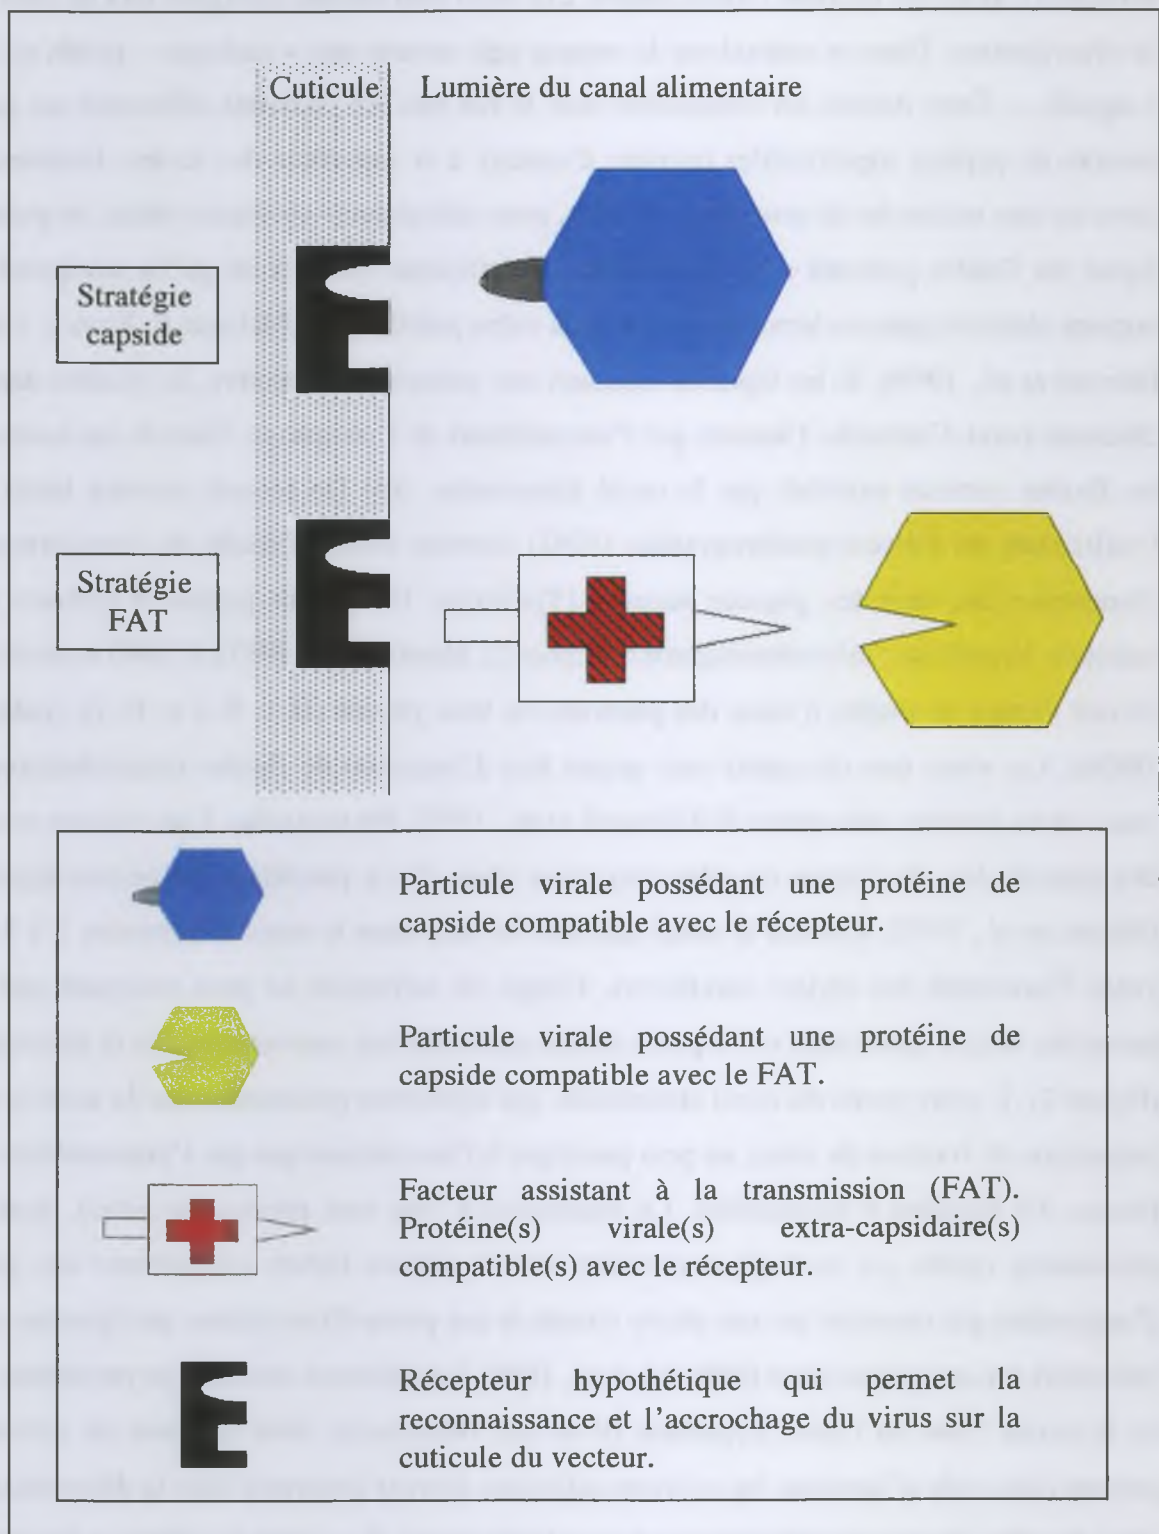 Cuticule
Lumière du canal alimentaire
Stratégie
capside
Stratégie
FAT
Particule virale possédant une protéine de
capside compatible avec le récepteur.
Particule virale possédant une protéine de
capside compatible avec le FAT.
Facteur assistant à la transmission (FAT).
Protéine(s) virale(s) extra-capsidaire(s)
compatible(s) avec le récepteur.
Récepteur hypothétique qui permet la
reconnaissance et l'accrochage du virus sur la
cuticule du vecteur.